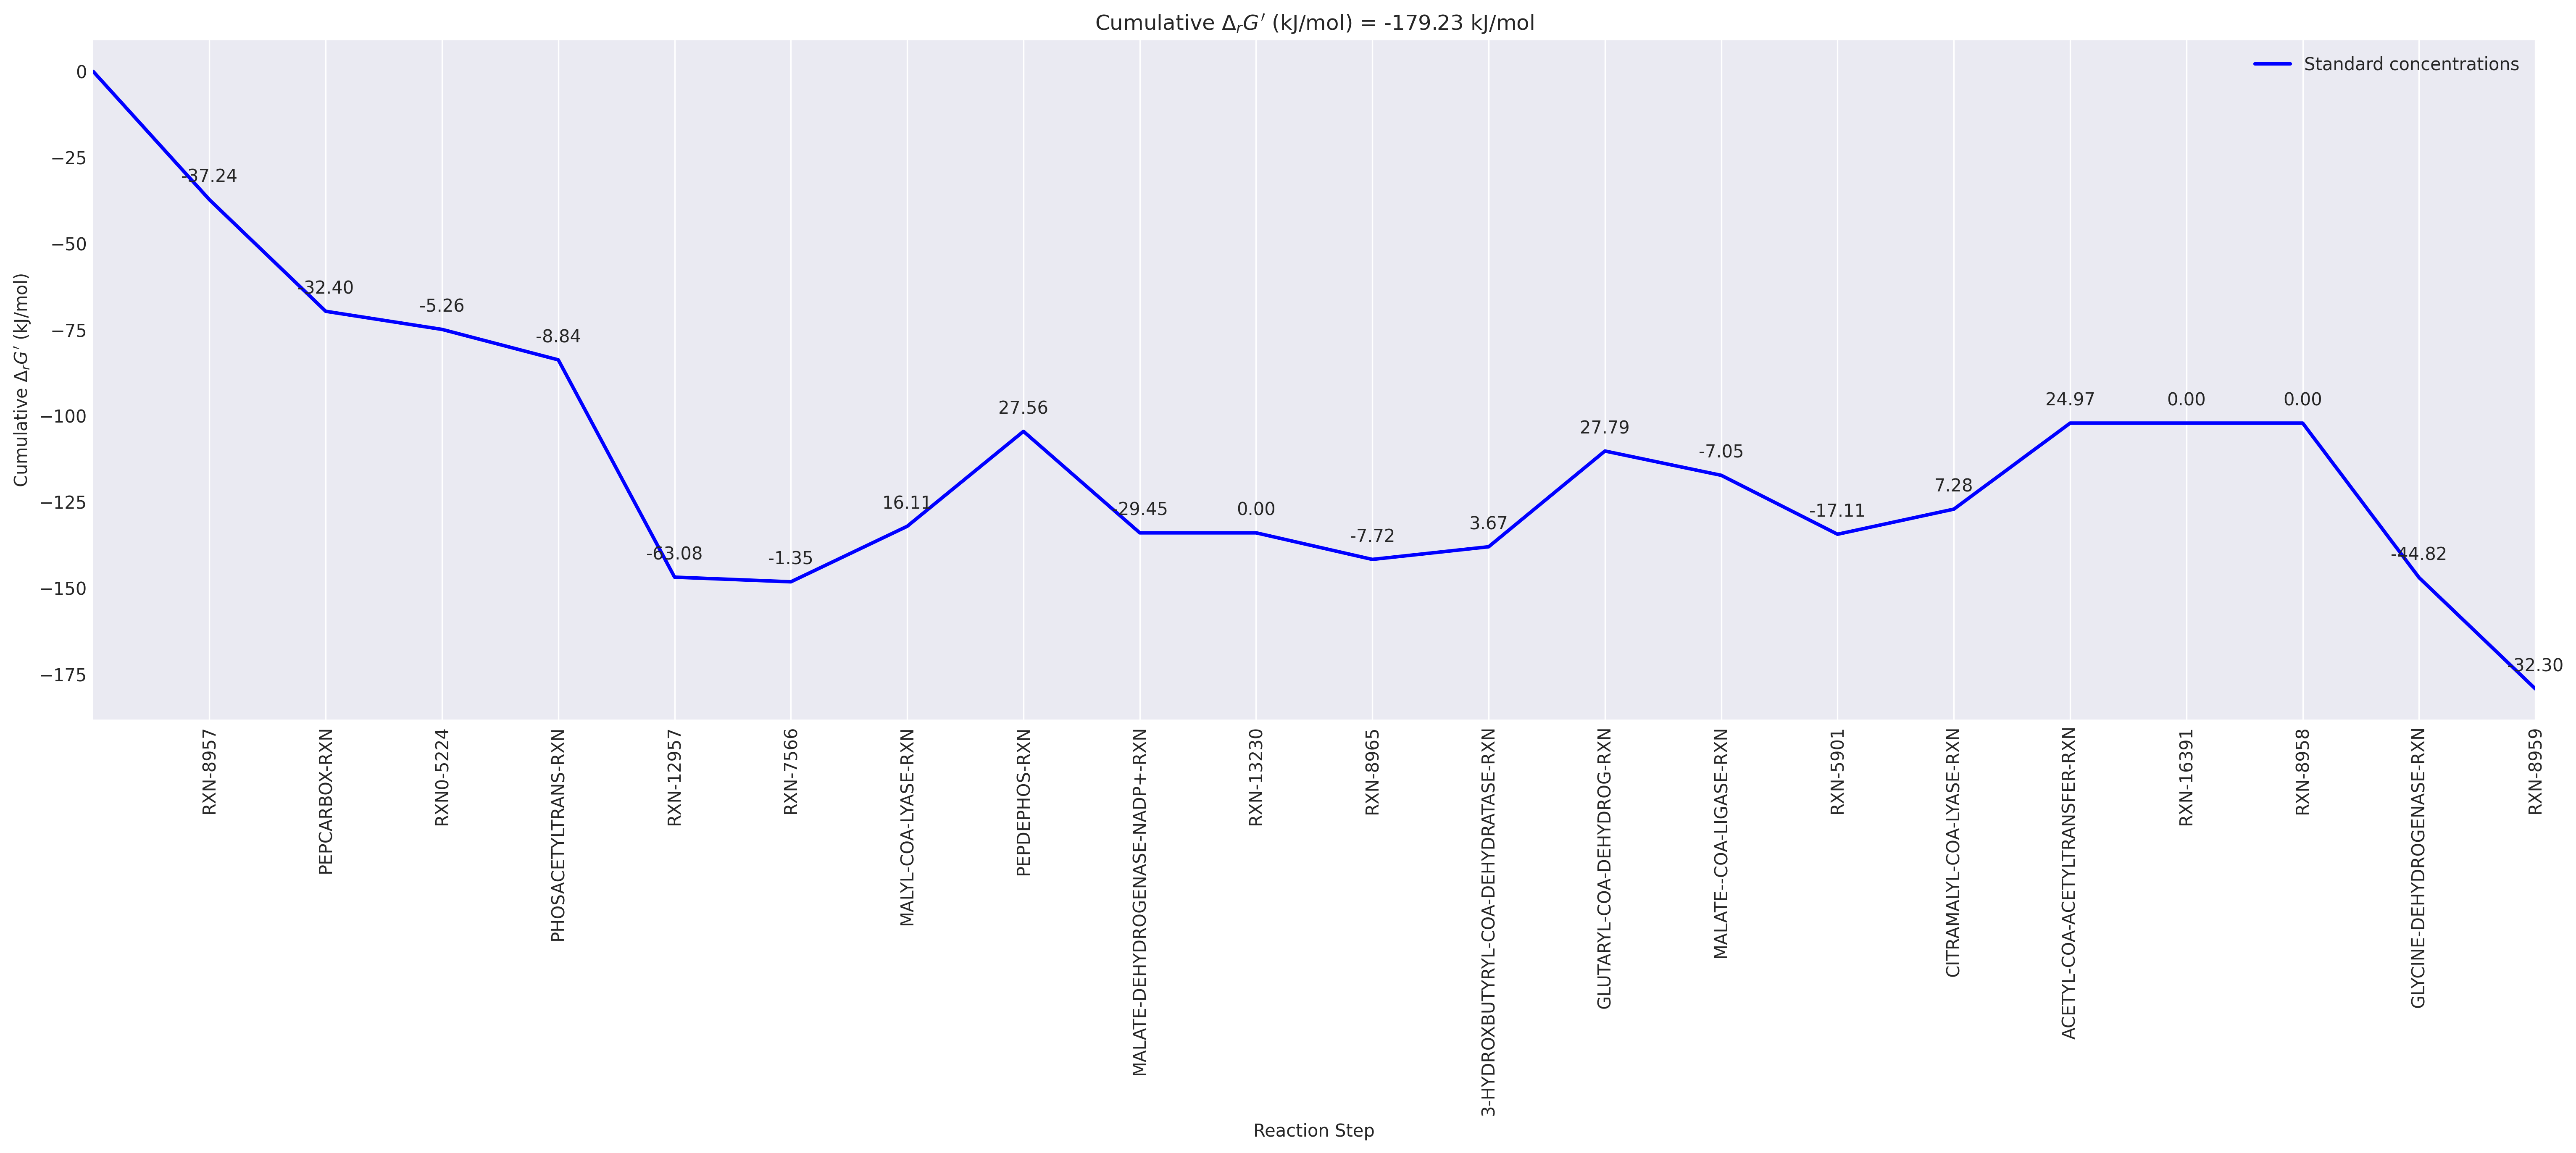 Cumulative ΔrG′ (kJ/mol) = -179.23 kJ/mol
Standard concentrations
Cumulative ΔrG′ (kJ/mol)
0
−25
−50
−75
−100
−125
−150
−175
-37.24
-32.40
-5.26
-8.84
-63.08
-1.35
16.11
27.56
-29.45
0.00
-7.72
3.67
27.79
-7.05
-17.11
7.28
24.97
0.00
0.00
-44.82
-32.30
RXN-8957
PEPCARBOX-RXN
RXN0-5224
PHOSACETYLTRANS-RXN
RXN-12957
RXN-7566
MALYL-COA-LYASE-RXN
PEPDEPHOS-RXN
MALATE-DEHYDROGENASE-NADP+-RXN
RXN-13230
RXN-8965
3-HYDROXBUTYRYL-COA-DEHYDRATASE-RXN
GLUTARYL-COA-DEHYDROG-RXN
MALATE--COA-LIGASE-RXN
RXN-5901
CITRAMALYL-COA-LYASE-RXN
ACETYL-COA-ACETYLTRANSFER-RXN
RXN-16391
RXN-8958
GLYCINE-DEHYDROGENASE-RXN
RXN-8959
Reaction Step